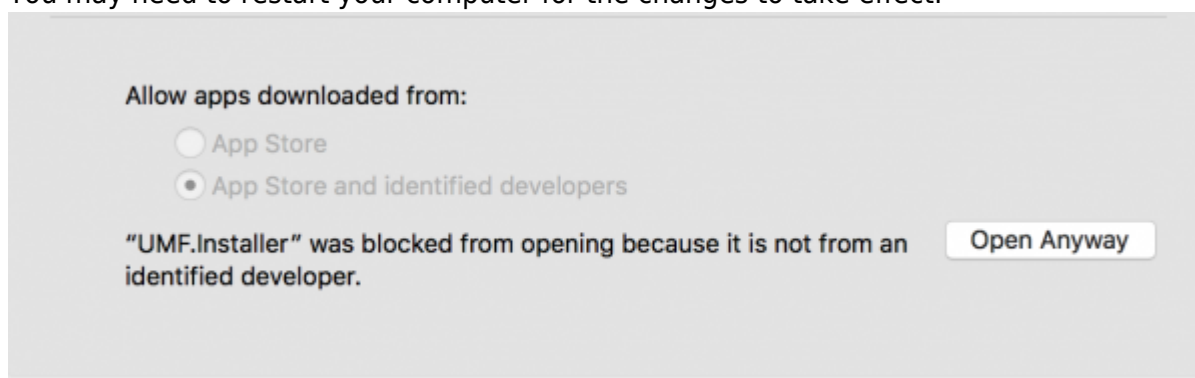 You may need to restart your computer for the changes to take effect.
Allow apps downloaded from:
App Store
App Store and identified developers
“UMF.Installer” was blocked from opening because it is not from an
identified developer.
Open Anyway